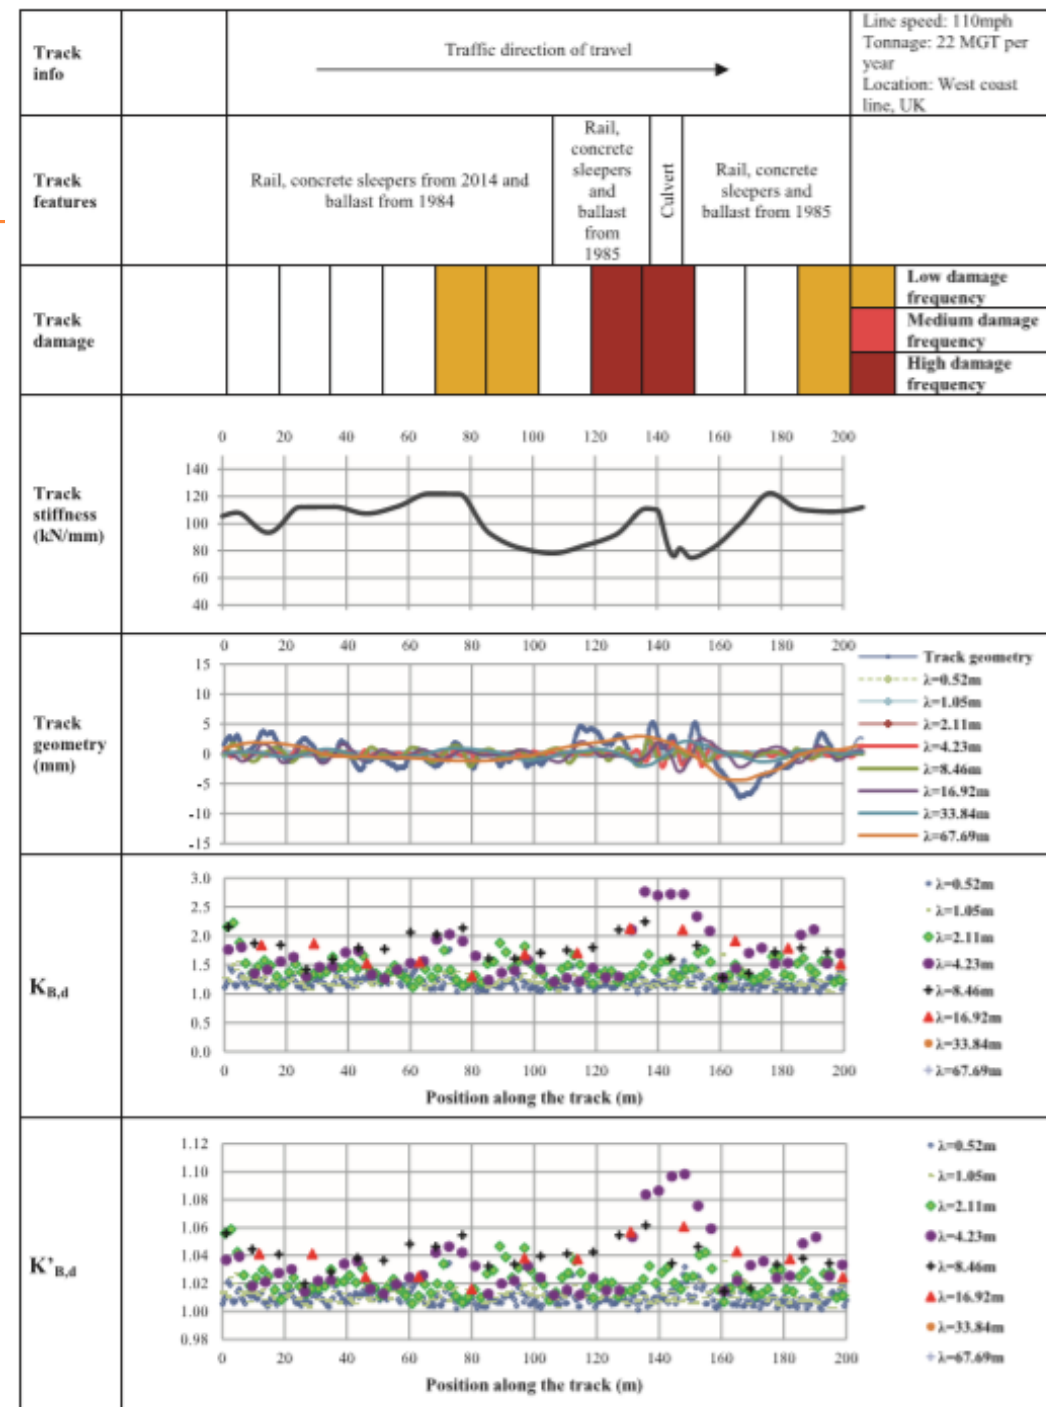 Track
info
Traffic direction of travel
Line speed: 110mph
Tonnage: 22 MGT per
year
Location: West coast
line, UK
Track
features
Rail, concrete sleepers from 2014 and
ballast from 1984
Rail,
concrete
sleepers
and
ballast
from
1985
Culvert
Rail, concrete
sleepers and
ballast from 1985
Track
damage
Low damage
frequency
Medium damage
frequency
High damage
frequency
Track
stiffness
(kN/mm)
0 20 40 60 80 100 120 140 160 180 200
140
120
100
80
60
40
Track
geometry
(mm)
0 20 40 60 80 100 120 140 160 180 200
15
10
5
0
-5
-10
-15
Track geometry
λ=0.52m
λ=1.05m
λ=2.11m
λ=4.23m
λ=8.46m
λ=16.92m
λ=33.84m
λ=67.69m
K_B,d
3.0
2.5
2.0
1.5
1.0
0.5
0.0
0 20 40 60 80 100 120 140 160 180 200
Position along the track (m)
λ=0.52m
λ=1.05m
λ=2.11m
λ=4.23m
λ=8.46m
λ=16.92m
λ=33.84m
λ=67.69m
K'_B,d
1.12
1.10
1.08
1.06
1.04
1.02
1.00
0.98
0 20 40 60 80 100 120 140 160 180 200
Position along the track (m)
λ=0.52m
λ=1.05m
λ=2.11m
λ=4.23m
λ=8.46m
λ=16.92m
λ=33.84m
λ=67.69m